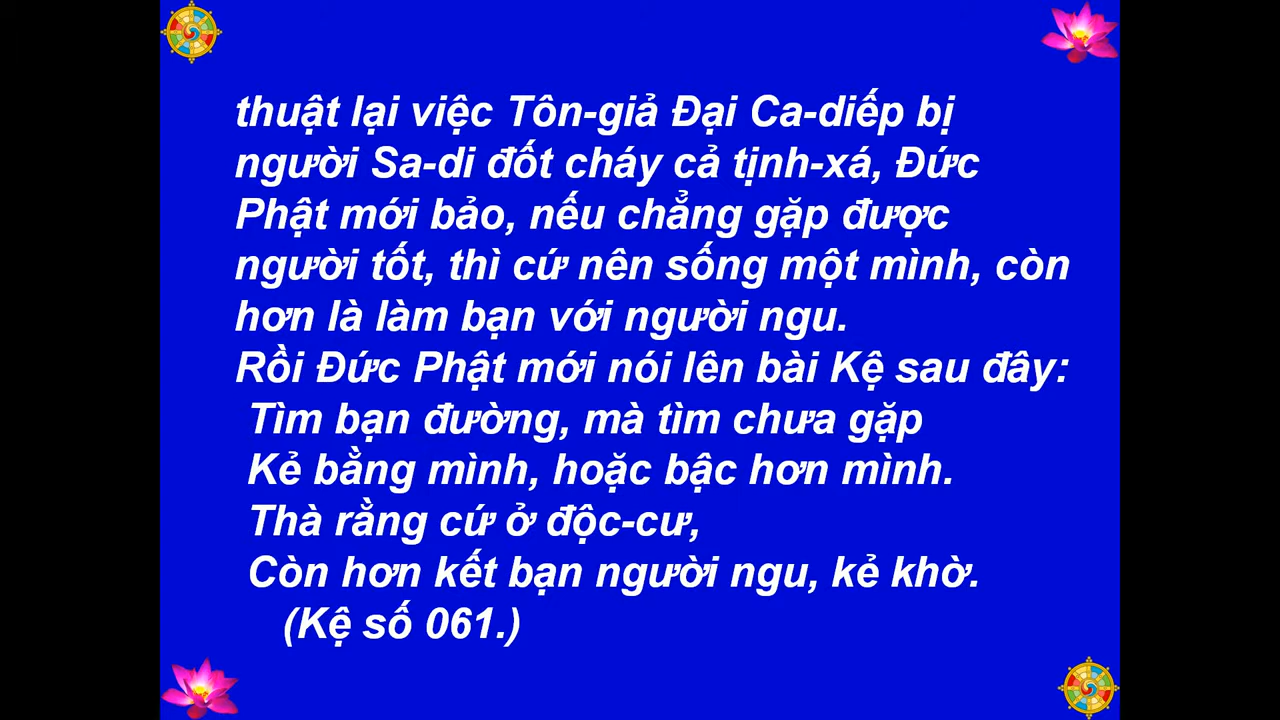 thuật lại việc Tôn-giả Đại Ca-diếp bị
người Sa-di đốt cháy cả tịnh-xá, Đức
Phật mới bảo, nếu chẳng gặp được
người tốt, thì cứ nên sống một mình, còn
hơn là làm bạn với người ngu.
Rồi Đức Phật mới nói lên bài Kệ sau đây:
Tìm bạn đường, mà tìm chưa gặp
Kẻ bằng mình, hoặc bậc hơn mình.
Thà rằng cứ ở độc-cư,
Còn hơn kết bạn người ngu, kẻ khờ.
(Kệ số 061.)